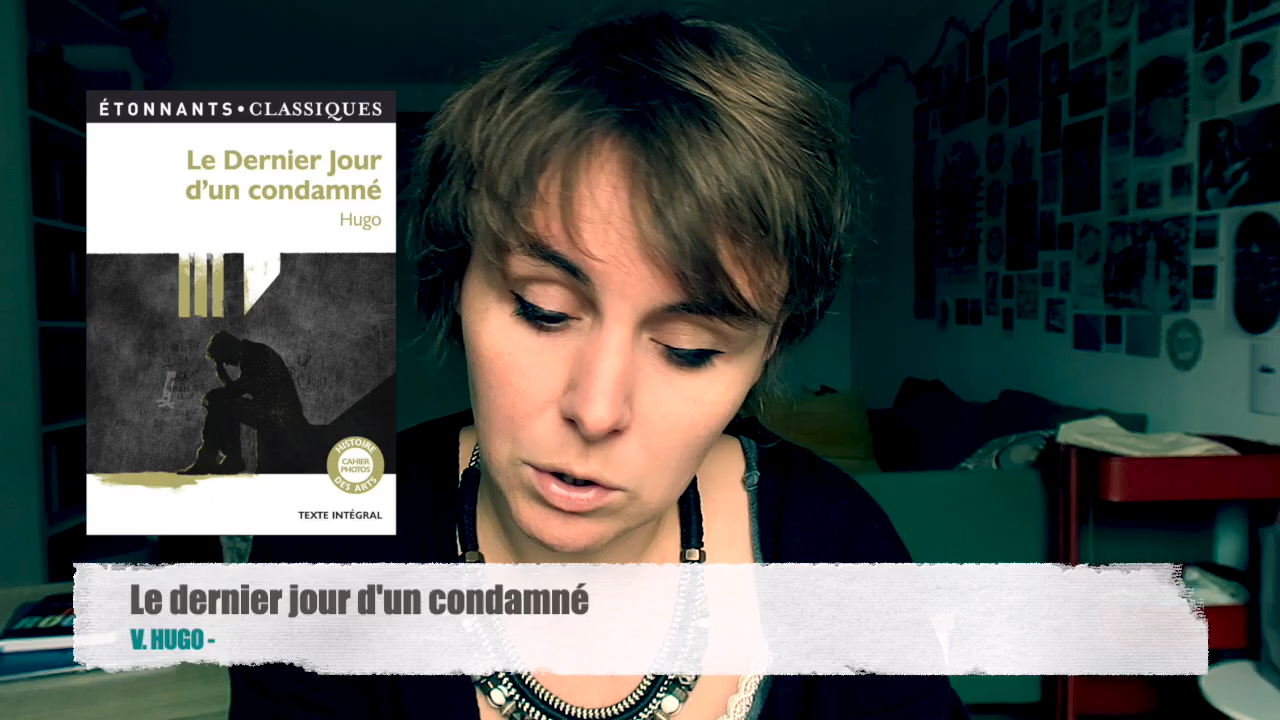 ÉTONNANTS • CLASSIQUES
Le Dernier Jour
d'un condamné
Hugo
HISTOIRE
CAHIER
PHOTOS
DES ARTS
TEXTE INTÉGRAL
Le dernier jour d'un condamné
V. HUGO -